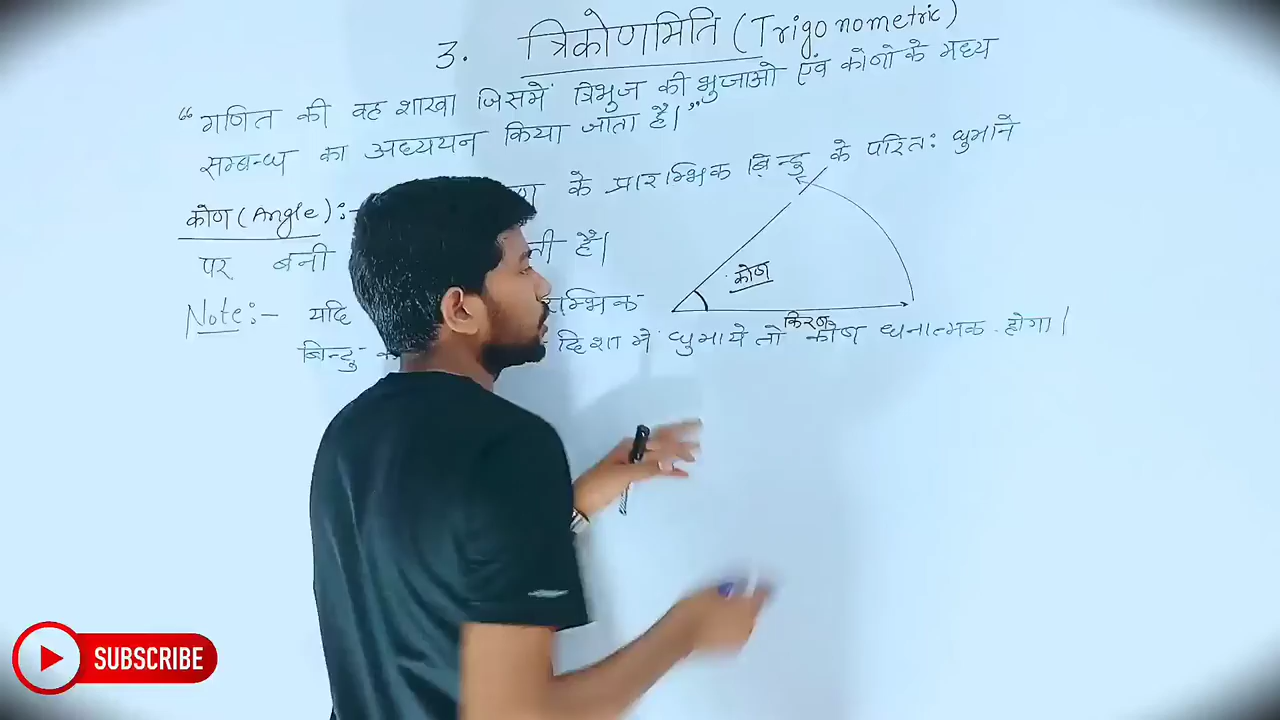 3. त्रिकोणमिति (Trigonometric)
“गणित की वह शाखा जिसमें त्रिभुज की भुजाओ एवं कोणो के मध्य
सम्बन्ध का अध्ययन किया जाता है।”
कोण (Angle) :- के प्रारम्भिक बिन्दु के परितः घुमाने
पर बनी है।
Note:- यदि
बिन्दु दिशा में घुमाये तो कोण धनात्मक होगा।
कोण
किरण
SUBSCRIBE